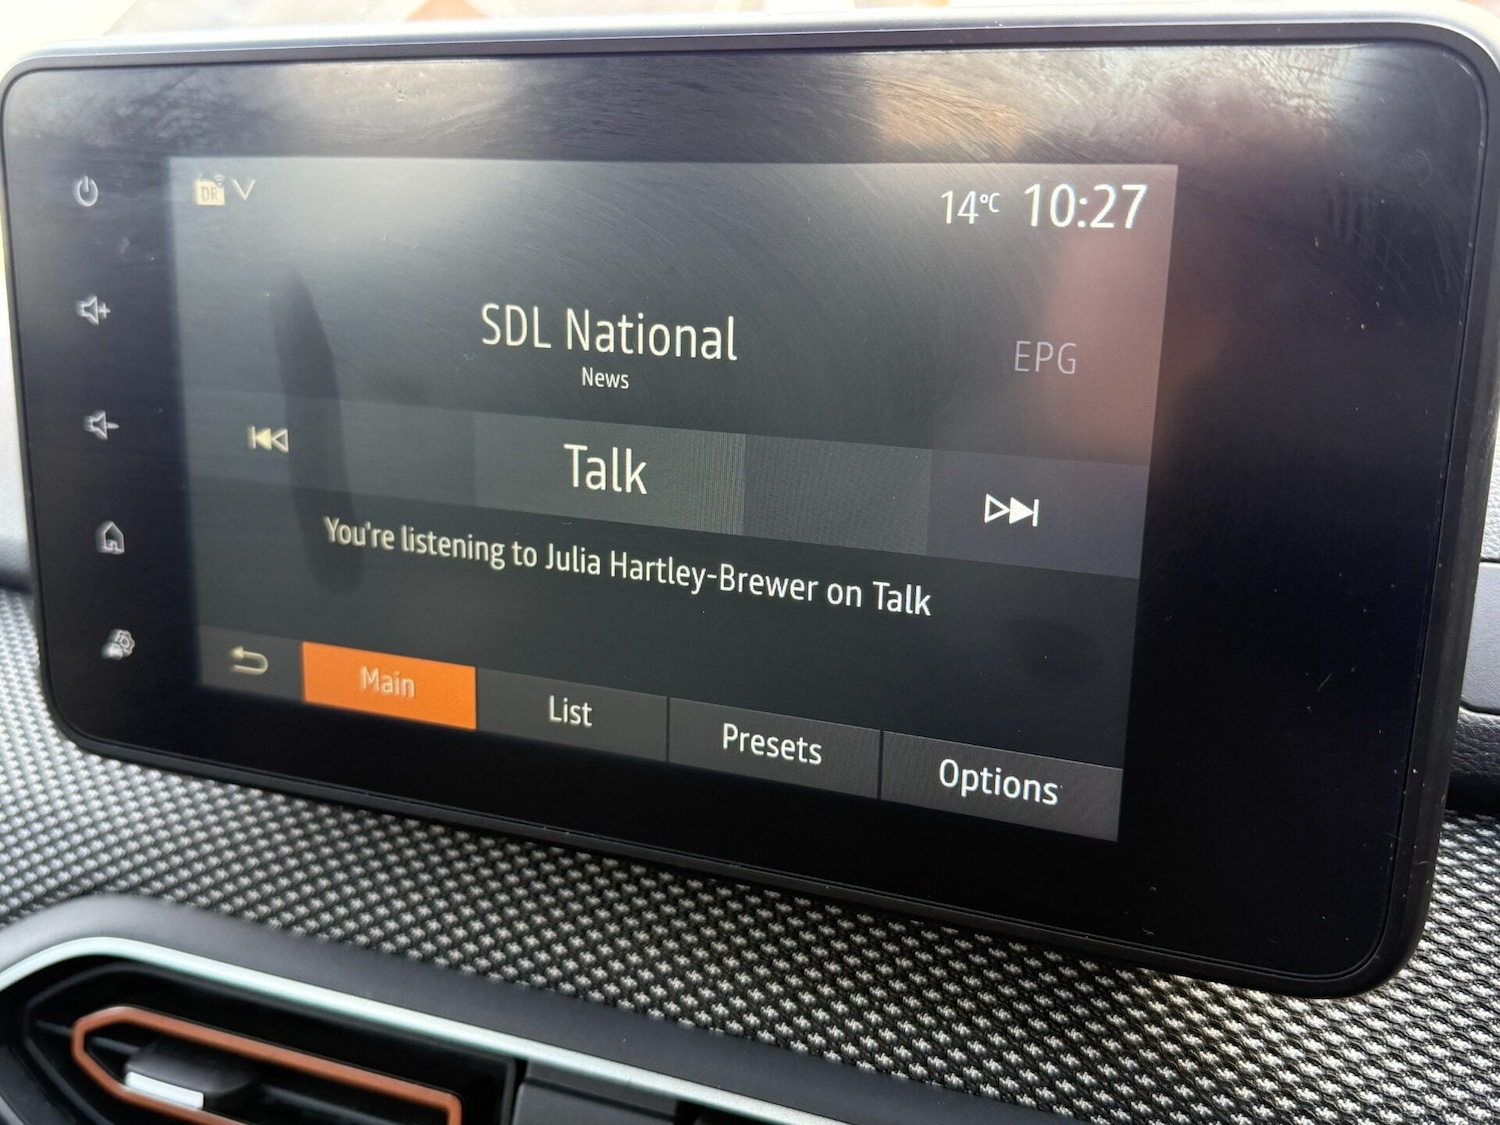 DR
14°C 10:27
SDL National
News
EPG
Talk
You're listening to Julia Hartley-Brewer on Talk
Main
List
Presets
Options